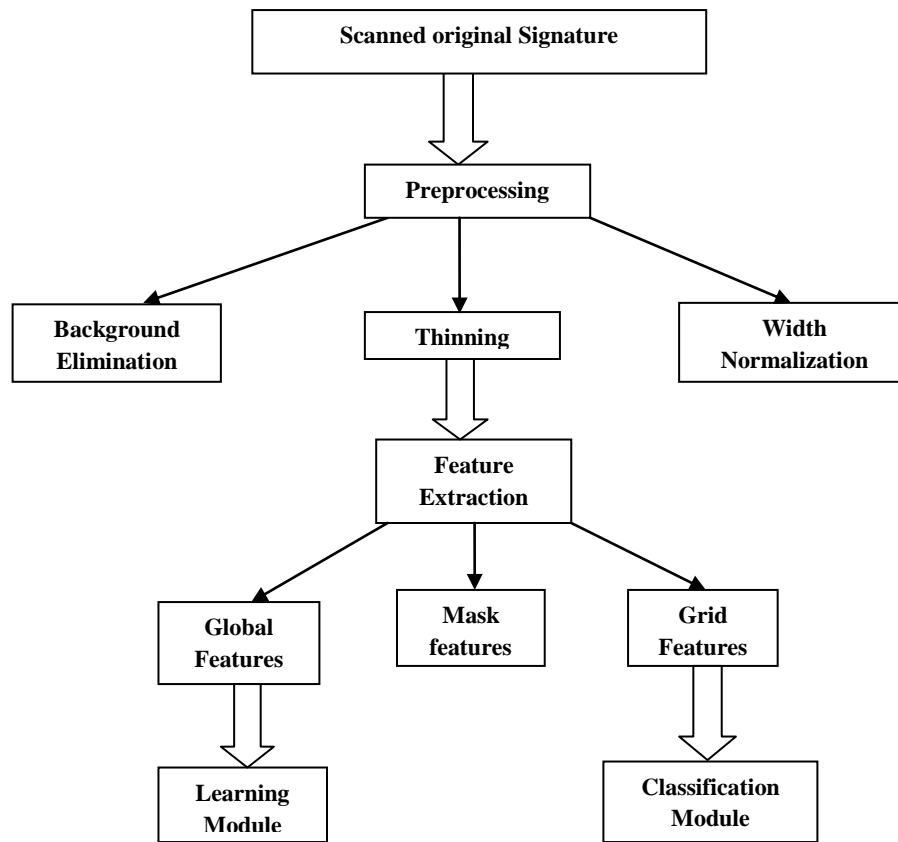 Scanned original Signature
Preprocessing
Background
Elimination
Thinning
Width
Normalization
Feature
Extraction
Global
Features
Mask
features
Grid
Features
Learning
Module
Classification
Module